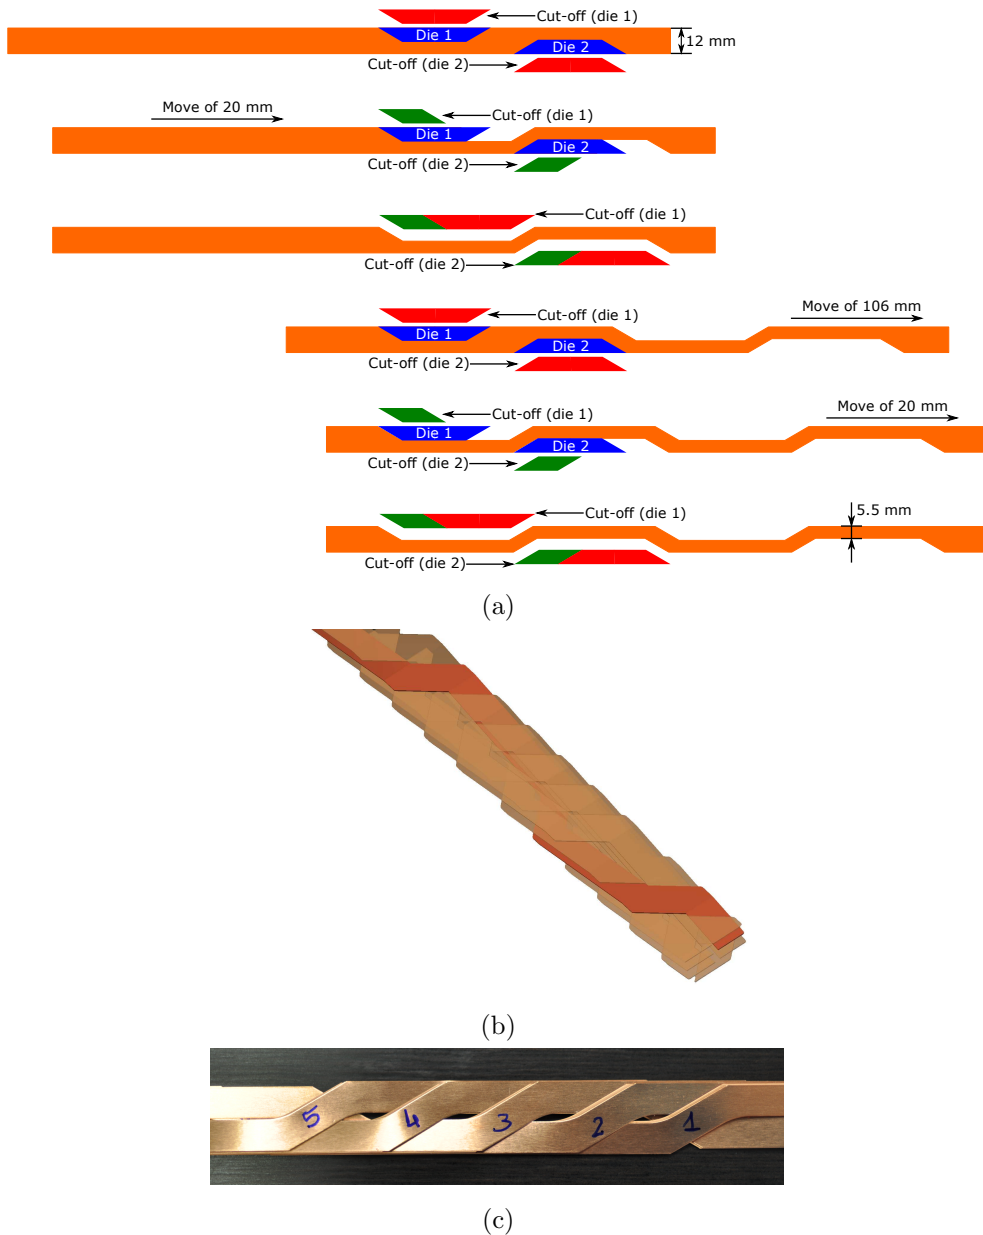 Cut-off (die 1)
Die 1
12 mm
Die 2
Cut-off (die 2)
Move of 20 mm
Cut-off (die 1)
Die 1
Die 2
Cut-off (die 2)
Cut-off (die 1)
Cut-off (die 2)
Move of 106 mm
Cut-off (die 1)
Die 1
Die 2
Cut-off (die 2)
Move of 20 mm
Cut-off (die 1)
Die 1
Die 2
Cut-off (die 2)
5.5 mm
Cut-off (die 1)
Cut-off (die 2)
(a)
(b)
5 4 3 2 1
(c)